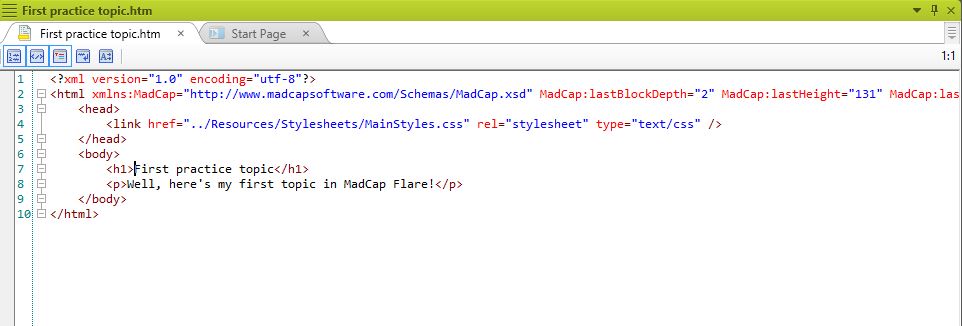 First practice topic.htm
First practice topic.htm Start Page
1:1
1 <?xml version="1.0" encoding="utf-8"?>
2 <html xmlns:MadCap="http://www.madcapsoftware.com/Schemas/MadCap.xsd" MadCap:lastBlockDepth="2" MadCap:lastHeight="131" MadCap:las
3 <head>
4 <link href="../Resources/Stylesheets/MainStyles.css" rel="stylesheet" type="text/css" />
5 </head>
6 <body>
7 <h1>First practice topic</h1>
8 <p>Well, here's my first topic in MadCap Flare!</p>
9 </body>
10 </html>